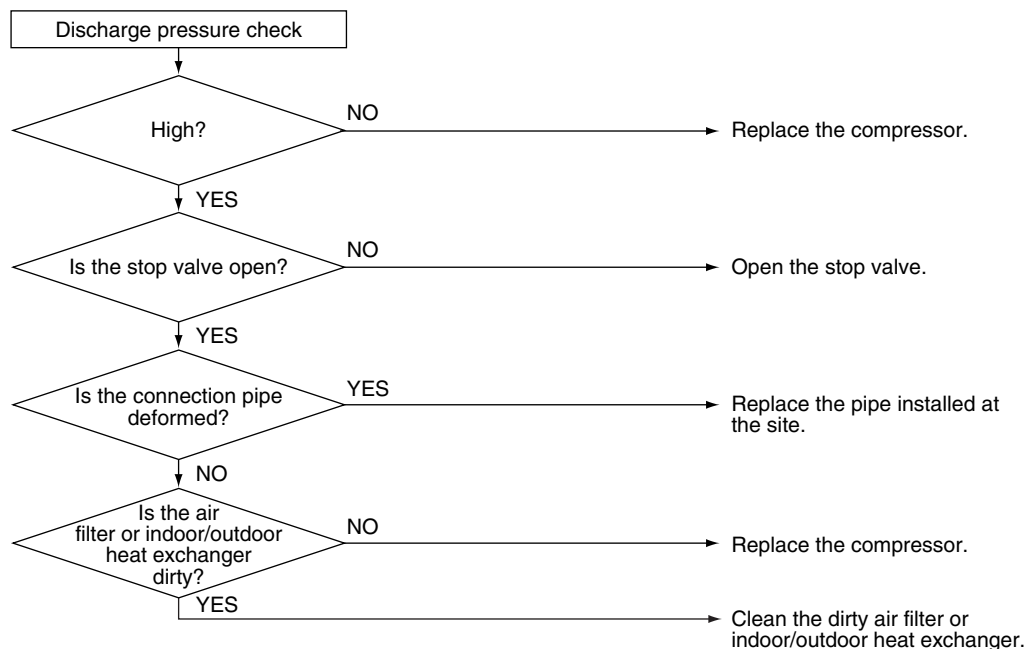 Discharge pressure check
High?
NO
Replace the compressor.
YES
Is the stop valve open?
NO
Open the stop valve.
YES
Is the connection pipe
deformed?
YES
Replace the pipe installed at
the site.
NO
Is the air
filter or indoor/outdoor
heat exchanger
dirty?
NO
Replace the compressor.
YES
Clean the dirty air filter or
indoor/outdoor heat exchanger.